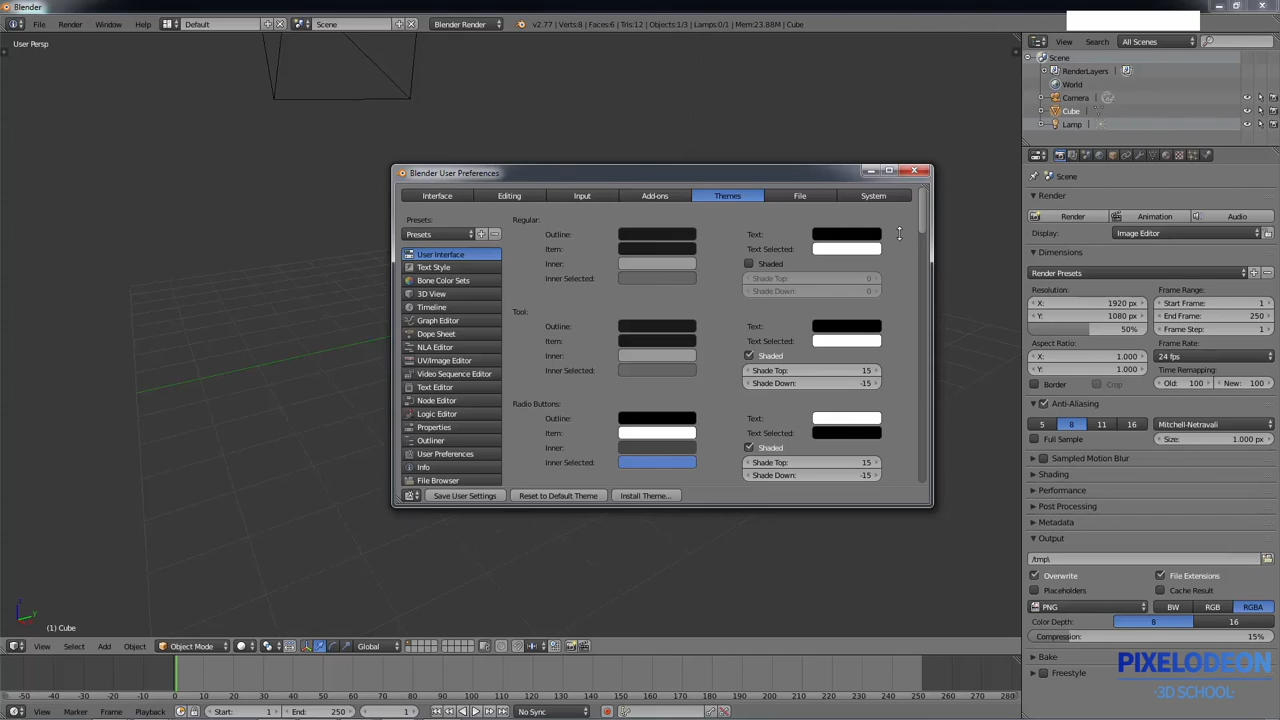 Blender
File Render Window Help Default Scene Blender Render v2.77 | Verts:8 | Faces:6 | Tris:12 | Objects:1/3 | Lamps:0/1 | Mem:23.88M | Cube
User Persp
View Search All Scenes
Scene
RenderLayers
World
Camera
Cube
Lamp
Scene
Render
Render Animation Audio
Display: Image Editor
Dimensions
Render Presets
Resolution: Frame Range:
X: 1920 px Start Frame: 1
Y: 1080 px End Frame: 250
50% Frame Step: 1
Aspect Ratio: Frame Rate:
X: 1.000 24 fps
Y: 1.000 Time Remapping:
Border Crop Old: 100 New: 100
Anti-Aliasing
5 8 11 16 Mitchell-Netravali
Full Sample Size: 1.000 px
Sampled Motion Blur
Shading
Performance
Post Processing
Metadata
Output
/tmp\
Overwrite File Extensions
Placeholders Cache Result
PNG BW RGB RGBA
Color Depth: 8 16
Compression: 15%
Bake
Freestyle
PIXELODEON
3D SCHOOL
Blender User Preferences
Interface Editing Input Add-ons Themes File System
Presets:
Presets
User Interface
Text Style
Bone Color Sets
3D View
Timeline
Graph Editor
Dope Sheet
NLA Editor
UV/Image Editor
Video Sequence Editor
Text Editor
Node Editor
Logic Editor
Properties
Outliner
User Preferences
Info
File Browser
Regular:
Outline: Text:
Item: Text Selected:
Inner: Shaded
Inner Selected: Shade Top: 0
Shade Down: 0
Tool:
Outline: Text:
Item: Text Selected:
Inner: Shaded
Inner Selected: Shade Top: 15
Shade Down: -15
Radio Buttons:
Outline: Text:
Item: Text Selected:
Inner: Shaded
Inner Selected: Shade Top: 15
Shade Down: -15
Save User Settings Reset to Default Theme Install Theme...
(1) Cube
View Select Add Object Object Mode Global
-50 -40 -30 -20 -10 0 10 20 30 40 50 60 70 80 90 100 110 120 130 140 150 160 170 180 190 200 210 220 230 240 250 260 270 280
View Marker Frame Playback Start: 1 End: 250 1 No Sync